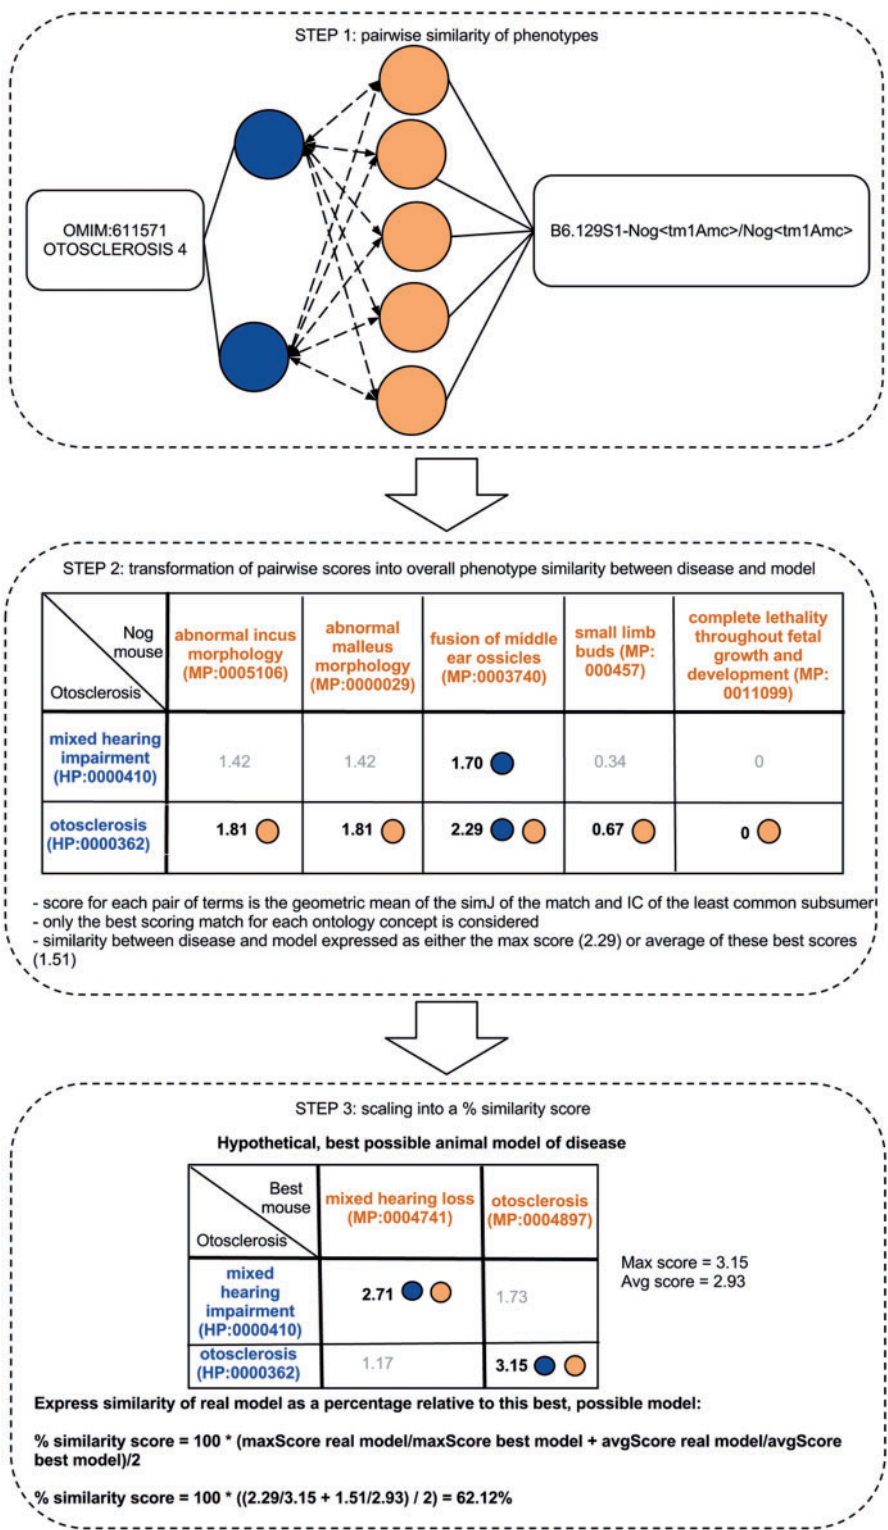 STEP 1: pairwise similarity of phenotypes
OMIM:611571
OTOSCLEROSIS 4
B6.129S1-Nog<tm1Amc>/Nog<tm1Amc>
STEP 2: transformation of pairwise scores into overall phenotype similarity between disease and model
Nog
mouse
Otosclerosis
abnormal incus
morphology
(MP:0005106)
abnormal
malleus
morphology
(MP:0000029)
fusion of middle
ear ossicles
(MP:0003740)
small limb
buds (MP:
000457)
complete lethality
throughout fetal
growth and
development (MP:
0011099)
mixed hearing
impairment
(HP:0000410)
1.42
1.42
1.70
0.34
0
otosclerosis
(HP:0000362)
1.81
1.81
2.29
0.67
0
- score for each pair of terms is the geometric mean of the simJ of the match and IC of the least common subsumer
- only the best scoring match for each ontology concept is considered
- similarity between disease and model expressed as either the max score (2.29) or average of these best scores
(1.51)
STEP 3: scaling into a % similarity score
Hypothetical, best possible animal model of disease
Best
mouse
Otosclerosis
mixed hearing loss
(MP:0004741)
otosclerosis
(MP:0004897)
mixed
hearing
impairment
(HP:0000410)
2.71
1.73
otosclerosis
(HP:0000362)
1.17
3.15
Max score = 3.15
Avg score = 2.93
Express similarity of real model as a percentage relative to this best, possible model:
% similarity score = 100 * (maxScore real model/maxScore best model + avgScore real model/avgScore
best model)/2
% similarity score = 100 * ((2.29/3.15 + 1.51/2.93) / 2) = 62.12%